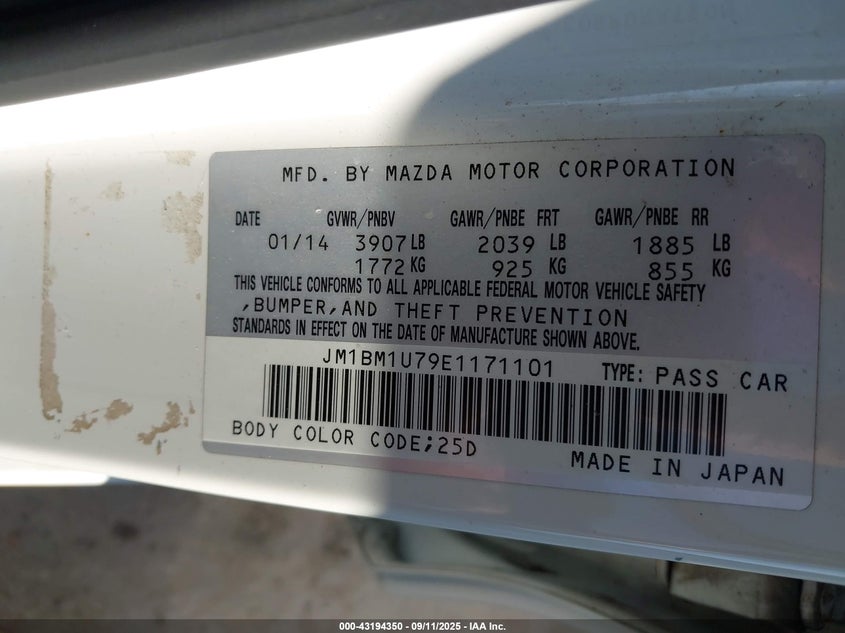 MFD. BY MAZDA MOTOR CORPORATION
DATE GVWR/PNBV GAWR/PNBE FRT GAWR/PNBE RR
01/14 3907 LB 2039 LB 1885 LB
1772 KG 925 KG 855 KG
THIS VEHICLE CONFORMS TO ALL APPLICABLE FEDERAL MOTOR VEHICLE SAFETY
,BUMPER,AND THEFT PREVENTION
STANDARDS IN EFFECT ON THE DATE OF MANUFACTURE SHOWN ABOVE.
JM1BM1U79E1171101 TYPE: PASS CAR
BODY COLOR CODE;25D
MADE IN JAPAN
000-43194350 - 09/11/2025 - IAA Inc.